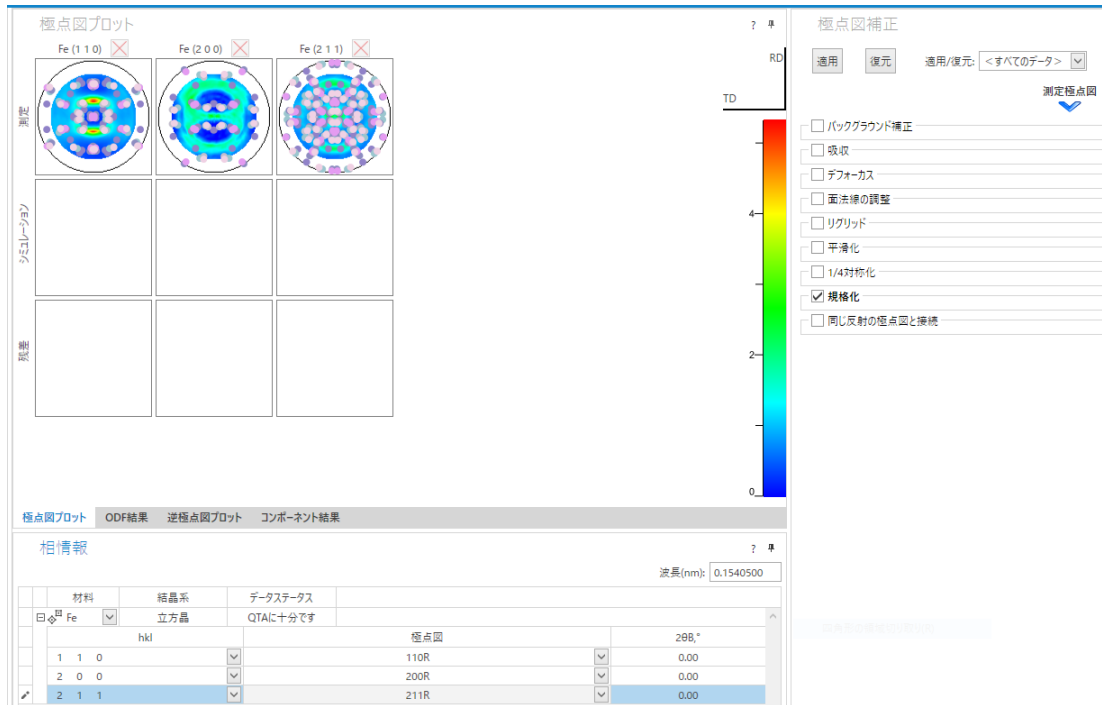 極点図プロット
?
Fe (1 1 0)
Fe (2 0 0)
Fe (2 1 1)
測定
シミュレーション
残差
RD
TD
4
2
0
極点図プロット ODF結果 逆極点図プロット コンポーネント結果
相情報
?
波長(nm): 0.1540500
材料 結晶系 データステータス
Fe 立方晶 QTAに十分です
hkl 極点図 2θB,°
1 1 0 110R 0.00
2 0 0 200R 0.00
2 1 1 211R 0.00
極点図補正
適用 復元 適用/復元: <すべてのデータ>
測定極点図
バックグラウンド補正
吸収
デフォーカス
面法線の調整
リグリッド
平滑化
1/4対称化
規格化
同じ反射の極点図と接続